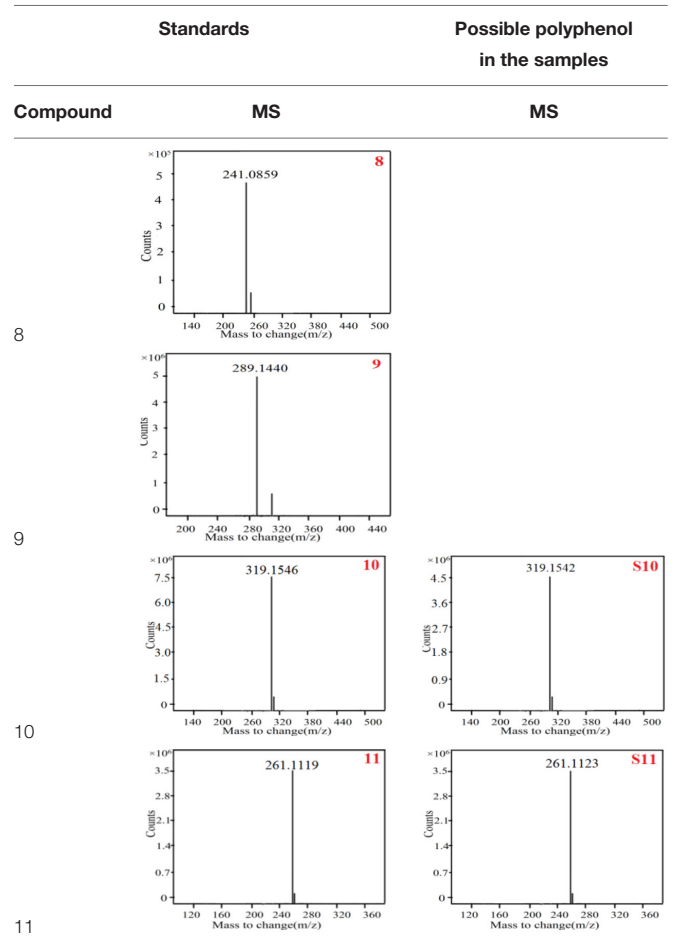 Standards Possible polyphenol
in the samples
Compound MS MS
×10⁵ 8
241.0859
5
4
3
2
1
0
Counts
140 200 260 320 380 440 500
Mass to change(m/z)
8
×10⁶ 9
289.1440
5
4
3
2
1
0
Counts
200 240 280 320 360 400 440
Mass to change(m/z)
9
×10⁶ 10
319.1546
7.5
6.0
4.5
3.0
1.5
0
Counts
140 200 260 320 380 440 500
Mass to change(m/z)
×10⁶ S10
319.1542
4.5
3.6
2.7
1.8
0.9
0
Counts
140 200 260 320 380 440 500
Mass to change(m/z)
10
×10⁶ 11
261.1119
3.5
2.8
2.1
1.4
0.7
0
Counts
120 160 200 240 280 320 360
Mass to change(m/z)
×10⁶ S11
261.1123
3.5
2.8
2.1
1.4
0.7
0
Counts
120 160 200 240 280 320 360
Mass to change(m/z)
11